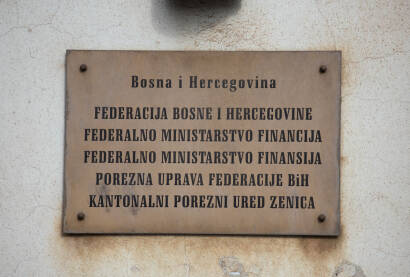 Bosna i Hercegovina
FEDERACIJA BOSNE I HERCEGOVINE
FEDERALNO MINISTARSTVO FINANCIJA
FEDERALNO MINISTARSTVO FINANSIJA
POREZNA UPRAVA FEDERACIJE BiH
KANTONALNI POREZNI URED ZENICA